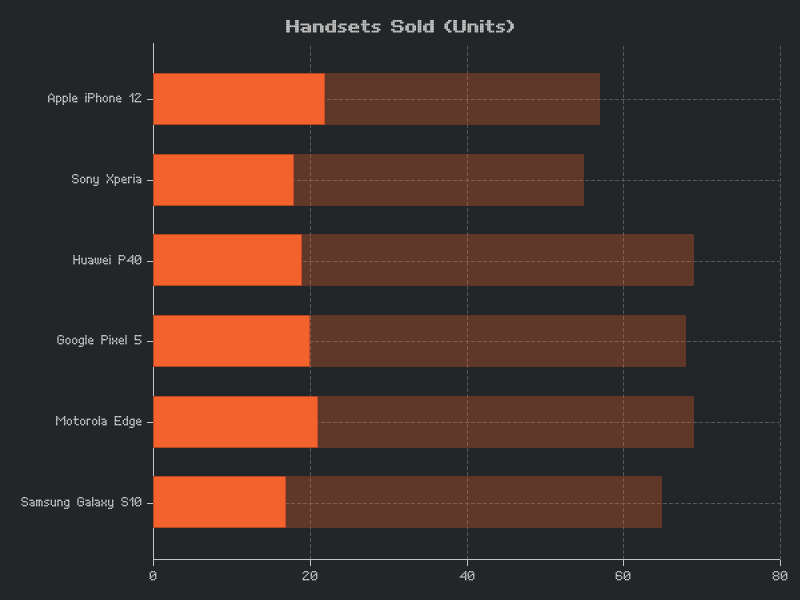 Handsets Sold (Units)
Apple iPhone 12
Sony Xperia
Huawei P40
Google Pixel 5
Motorola Edge
Samsung Galaxy S10
0 20 40 60 80